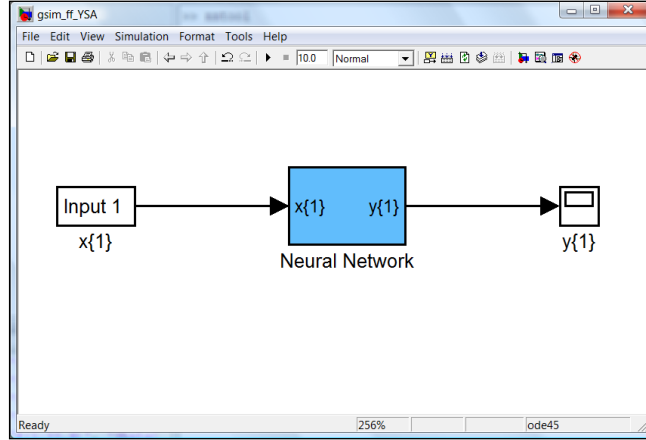 gsim_ff_YSA
File Edit View Simulation Format Tools Help
10.0 Normal
Input 1
x{1}
x{1} y{1}
Neural Network
y{1}
Ready 256% ode45